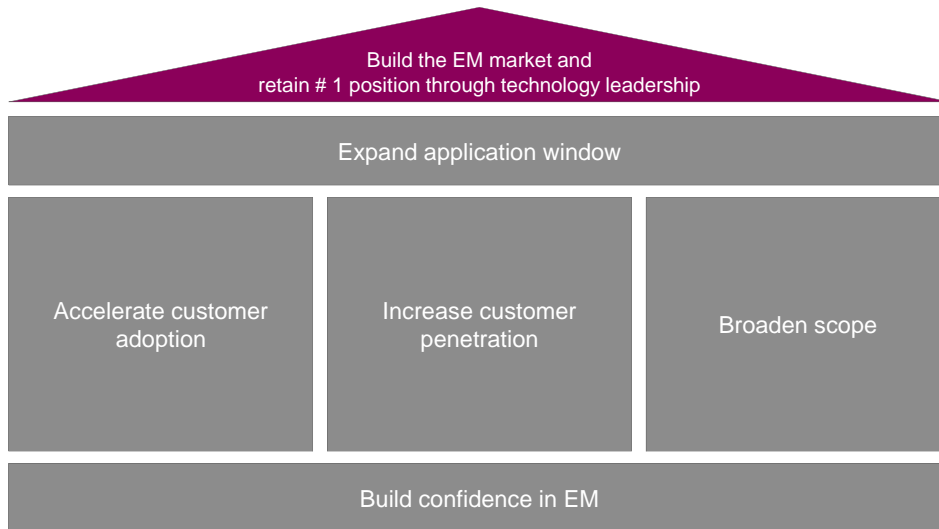 Build the EM market and
retain # 1 position through technology leadership
Expand application window
Accelerate customer
adoption
Increase customer
penetration
Broaden scope
Build confidence in EM